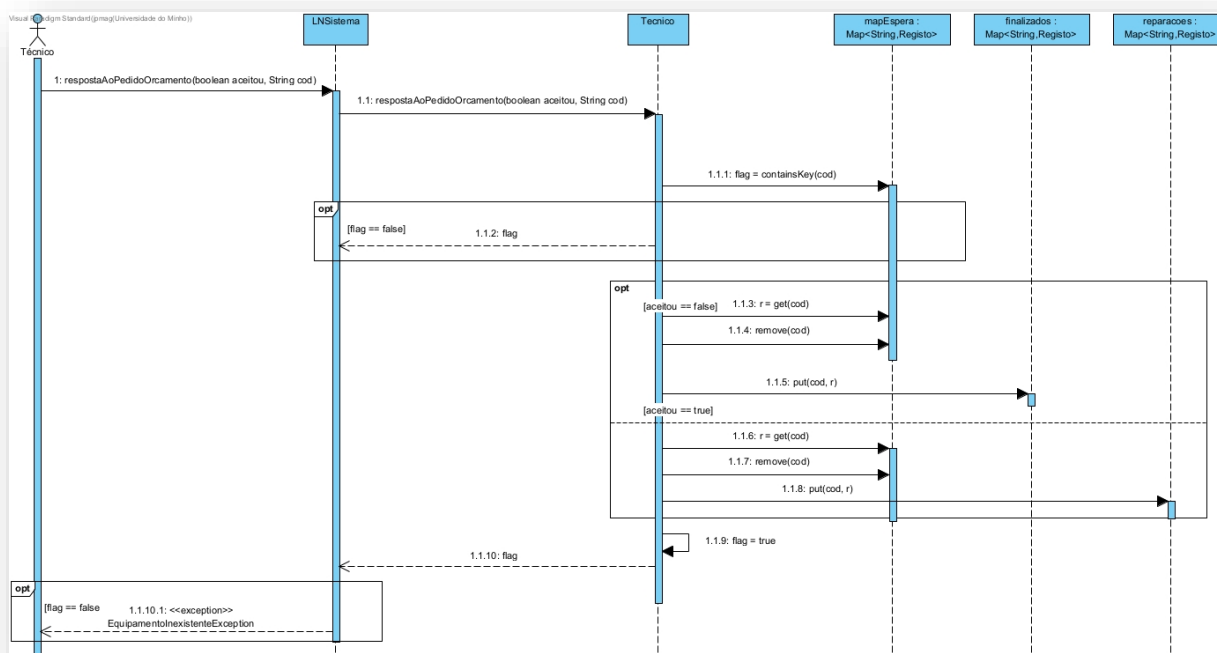 Visual Paradigm Standard(jpmag(Universidade do Minho))
Técnico
LNSistema
Tecnico
mapEspera :
Map<String,Registo>
finalizados :
Map<String,Registo>
reparacoes :
Map<String,Registo>
1: respostaAoPedidoOrcamento(boolean aceitou, String cod)
1.1: respostaAoPedidoOrcamento(boolean aceitou, String cod)
1.1.1: flag = containsKey(cod)
opt
[flag == false]
1.1.2: flag
opt
[aceitou == false]
1.1.3: r = get(cod)
1.1.4: remove(cod)
1.1.5: put(cod, r)
[aceitou == true]
1.1.6: r = get(cod)
1.1.7: remove(cod)
1.1.8: put(cod, r)
1.1.9: flag = true
1.1.10: flag
opt
[flag == false
1.1.10.1: <<exception>>
EquipamentoInexistenteException